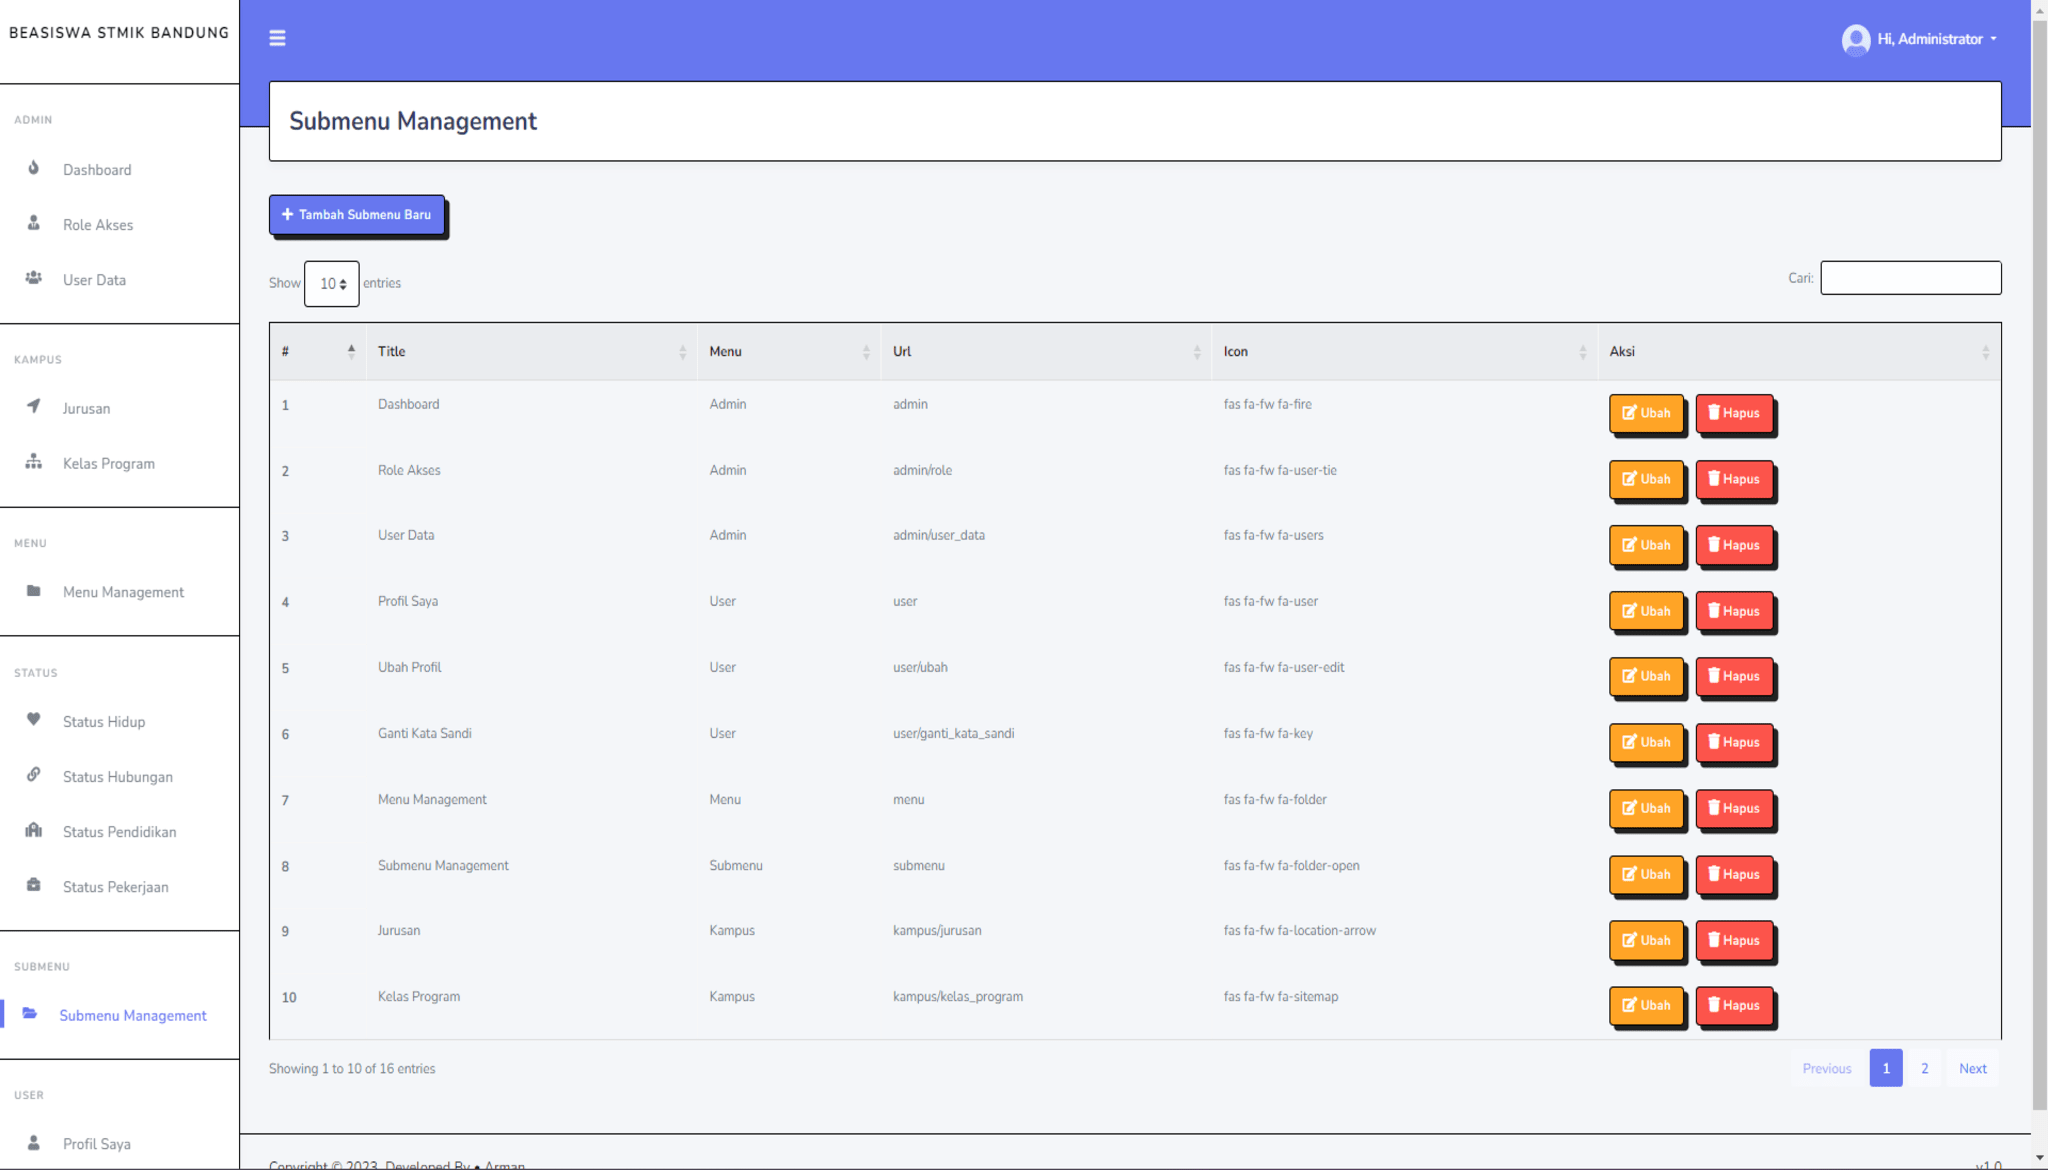 BEASISWA STMIK BANDUNG
Hi, Administrator
ADMIN
Dashboard
Role Akses
User Data
KAMPUS
Jurusan
Kelas Program
MENU
Menu Management
STATUS
Status Hidup
Status Hubungan
Status Pendidikan
Status Pekerjaan
SUBMENU
Submenu Management
USER
Profil Saya
Submenu Management
Tambah Submenu Baru
Show 10 entries
Cari:
# Title Menu Url Icon Aksi
1 Dashboard Admin admin fas fa-fw fa-fire Ubah Hapus
2 Role Akses Admin admin/role fas fa-fw fa-user-tie Ubah Hapus
3 User Data Admin admin/user_data fas fa-fw fa-users Ubah Hapus
4 Profil Saya User user fas fa-fw fa-user Ubah Hapus
5 Ubah Profil User user/ubah fas fa-fw fa-user-edit Ubah Hapus
6 Ganti Kata Sandi User user/ganti_kata_sandi fas fa-fw fa-key Ubah Hapus
7 Menu Management Menu menu fas fa-fw fa-folder Ubah Hapus
8 Submenu Management Submenu submenu fas fa-fw fa-folder-open Ubah Hapus
9 Jurusan Kampus kampus/jurusan fas fa-fw fa-location-arrow Ubah Hapus
10 Kelas Program Kampus kampus/kelas_program fas fa-fw fa-sitemap Ubah Hapus
Showing 1 to 10 of 16 entries
Previous 1 2 Next
Copyright © 2023 Developed By • Arman
v1.0